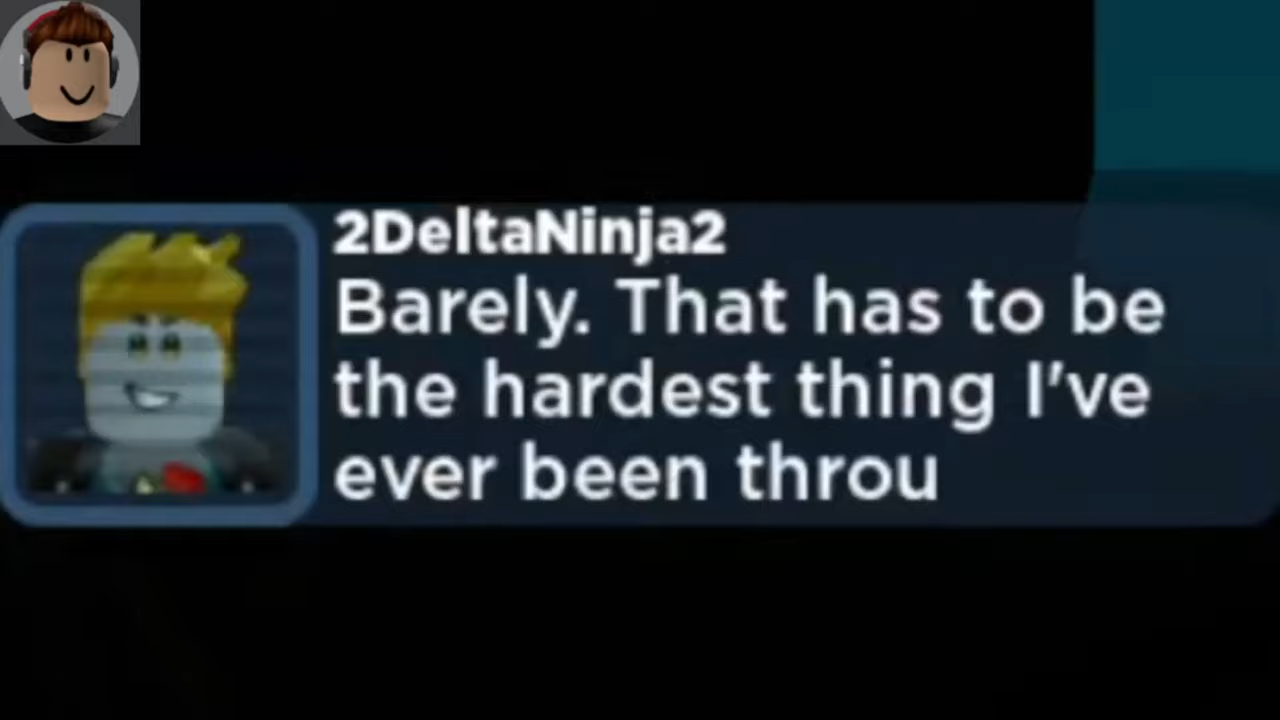 2DeltaNinja2
Barely. That has to be
the hardest thing I've
ever been throu